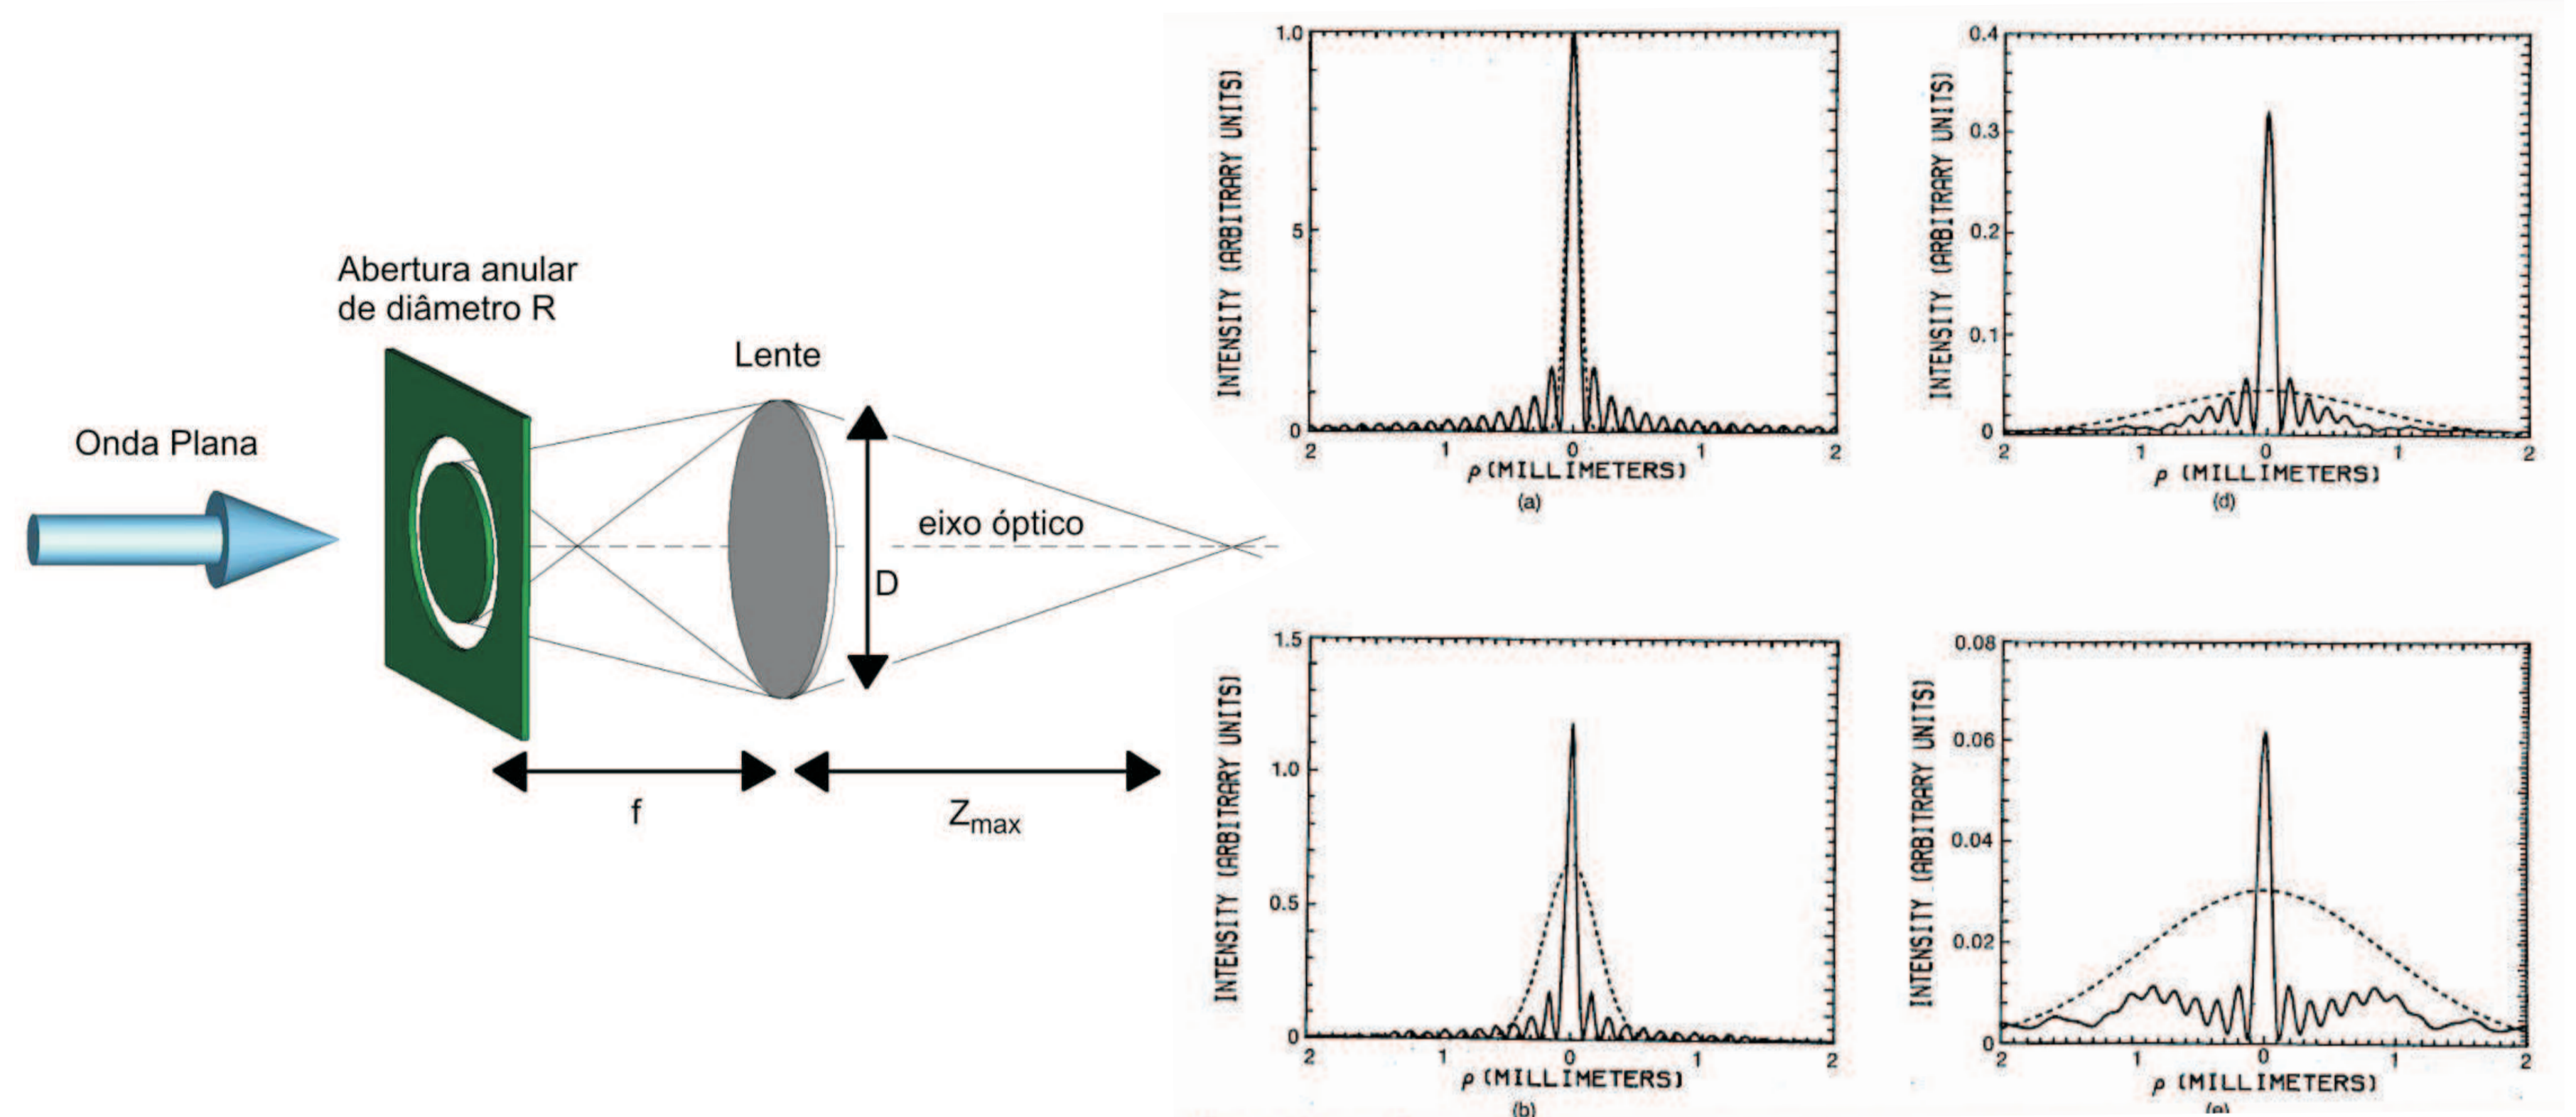 Abertura anular
de diâmetro R
Lente
Onda Plana
eixo óptico
D
f
Zmax
INTENSITY (ARBITRARY UNITS)
1.0
5
0
2
1
0
1
2
ρ (MILLIMETERS)
(a)
INTENSITY (ARBITRARY UNITS)
0.4
0.3
0.2
0.1
0
2
1
0
1
2
ρ (MILLIMETERS)
(d)
INTENSITY (ARBITRARY UNITS)
1.5
1.0
0.5
0
2
1
0
1
2
ρ (MILLIMETERS)
(b)
INTENSITY (ARBITRARY UNITS)
0.08
0.06
0.04
0.02
0
2
1
0
1
2
ρ (MILLIMETERS)
(e)